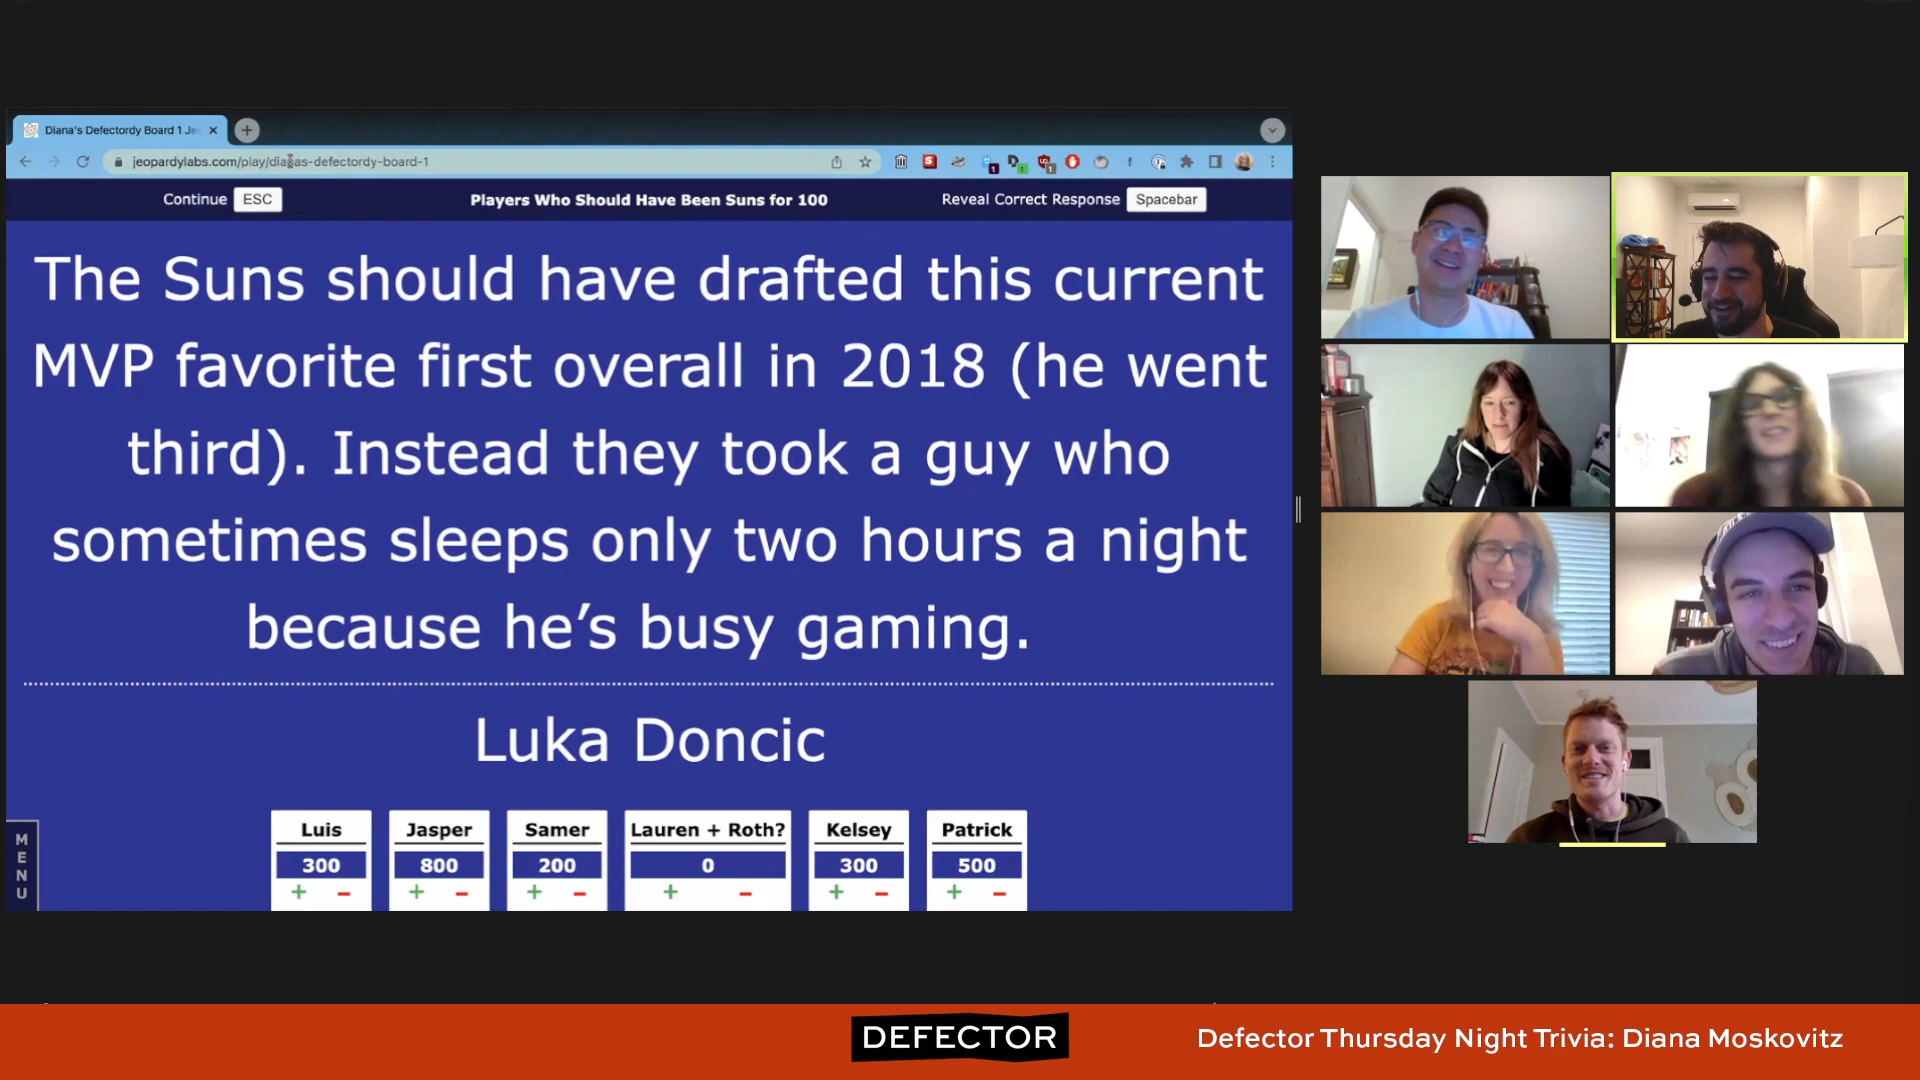 Diana's Defectordy Board 1 Je
jeopardylabs.com/play/dianas-defectordy-board-1
Continue ESC
Players Who Should Have Been Suns for 100
Reveal Correct Response Spacebar
The Suns should have drafted this current
MVP favorite first overall in 2018 (he went
third). Instead they took a guy who
sometimes sleeps only two hours a night
because he’s busy gaming.
Luka Doncic
MENU
Luis Jasper Samer Lauren + Roth? Kelsey Patrick
300 800 200 0 300 500
+ − + − + − + − + − + −
DEFECTOR
Defector Thursday Night Trivia: Diana Moskovitz